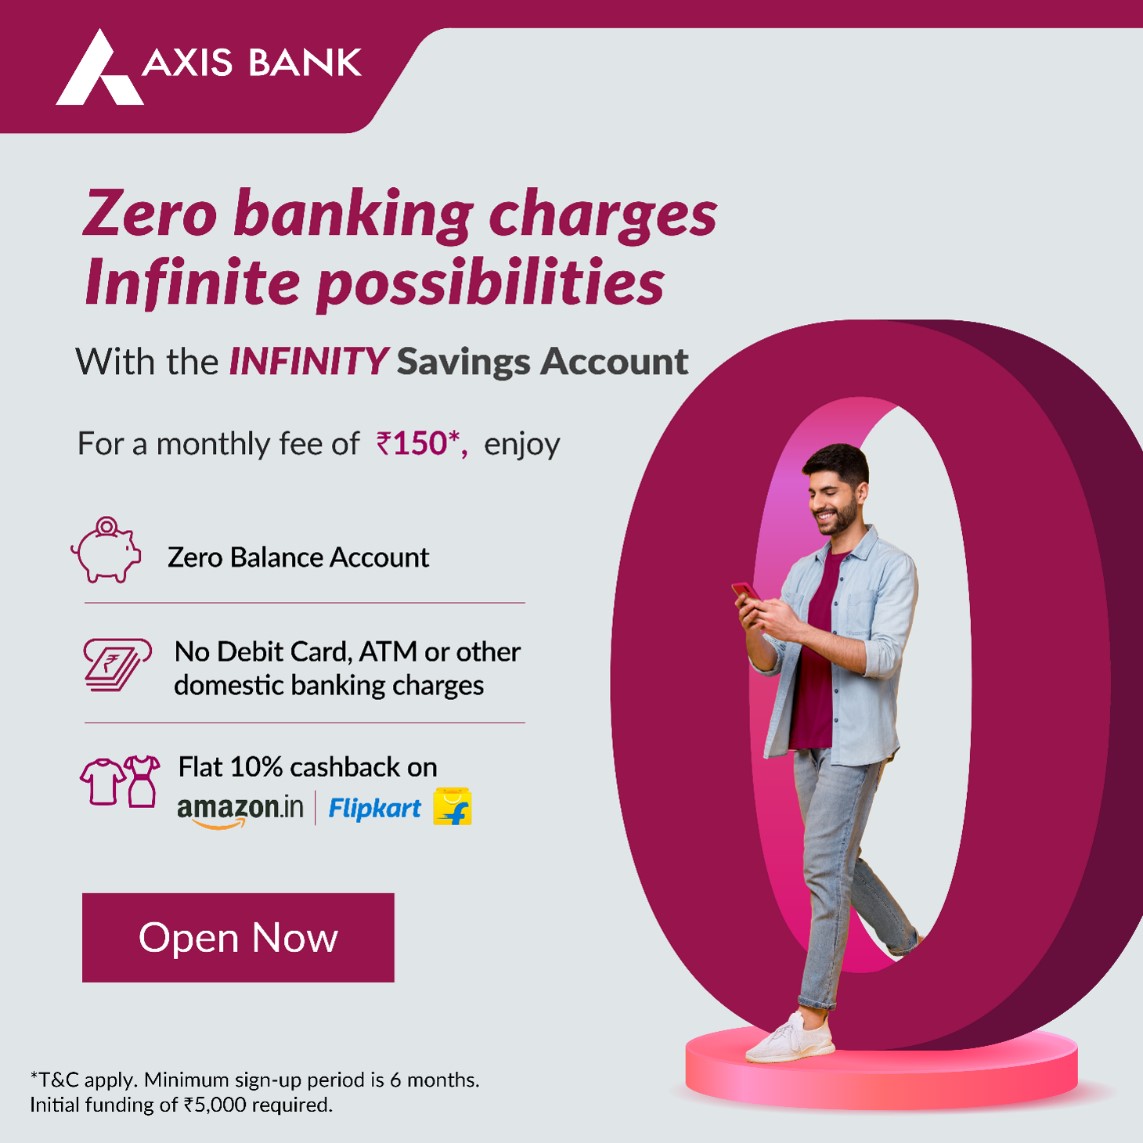 AXIS BANK
Zero banking charges
Infinite possibilities
With the INFINITY Savings Account
For a monthly fee of ₹150*, enjoy
Zero Balance Account
No Debit Card, ATM or other
domestic banking charges
Flat 10% cashback on
amazon.in | Flipkart
Open Now
*T&C apply. Minimum sign-up period is 6 months.
Initial funding of ₹5,000 required.